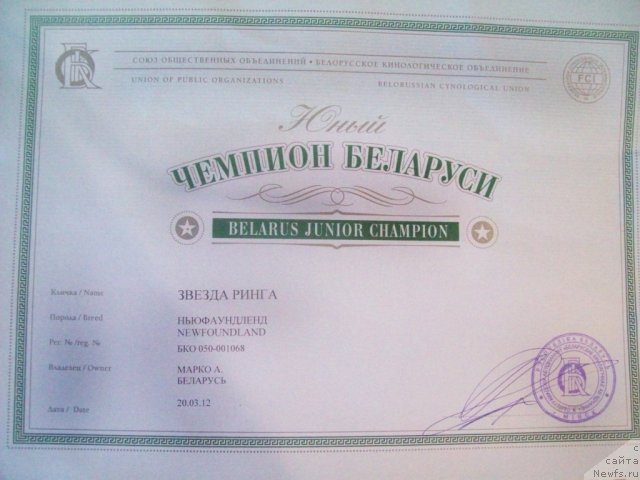 СОЮЗ ОБЩЕСТВЕННЫХ ОБЪЕДИНЕНИЙ • БЕЛОРУССКОЕ КИНОЛОГИЧЕСКОЕ ОБЪЕДИНЕНИЕ
UNION OF PUBLIC ORGANIZATIONS BELORUSSIAN CYNOLOGICAL UNION
FCI
Юный
ЧЕМПИОН БЕЛАРУСИ
BELARUS JUNIOR CHAMPION
Кличка / Name ЗВЕЗДА РИНГА
Порода / Breed НЬЮФАУНДЛЕНД
NEWFOUNDLAND
Рег. № /reg. № БКО 050-001068
Владелец / Owner МАРКО А.
БЕЛАРУСЬ
Дата / Date 20.03.12
с
сайта
Newfs.ru